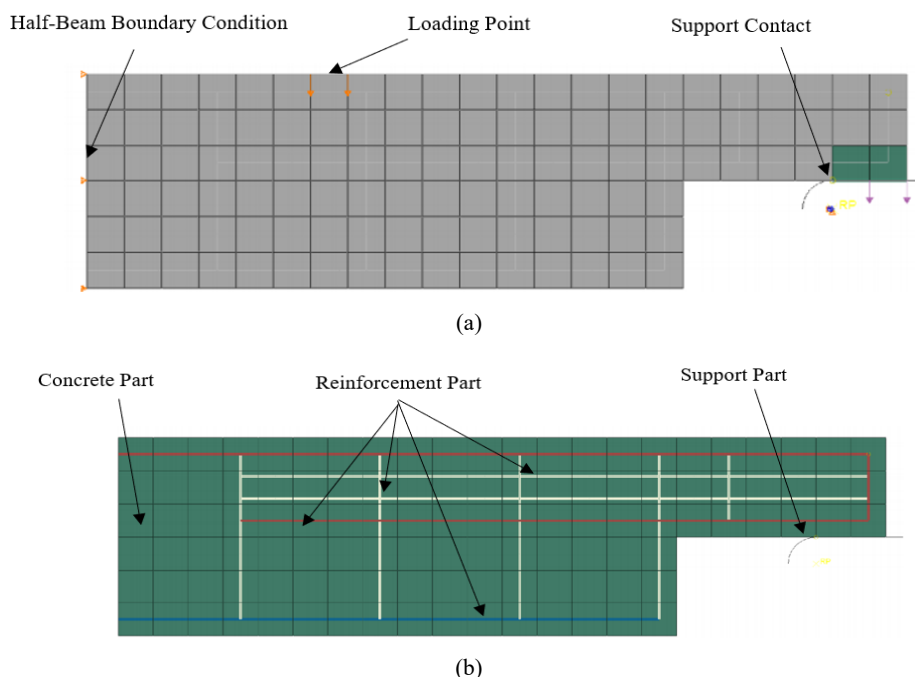 Half-Beam Boundary Condition
Loading Point
Support Contact
RP
(a)
Concrete Part
Reinforcement Part
Support Part
(b)